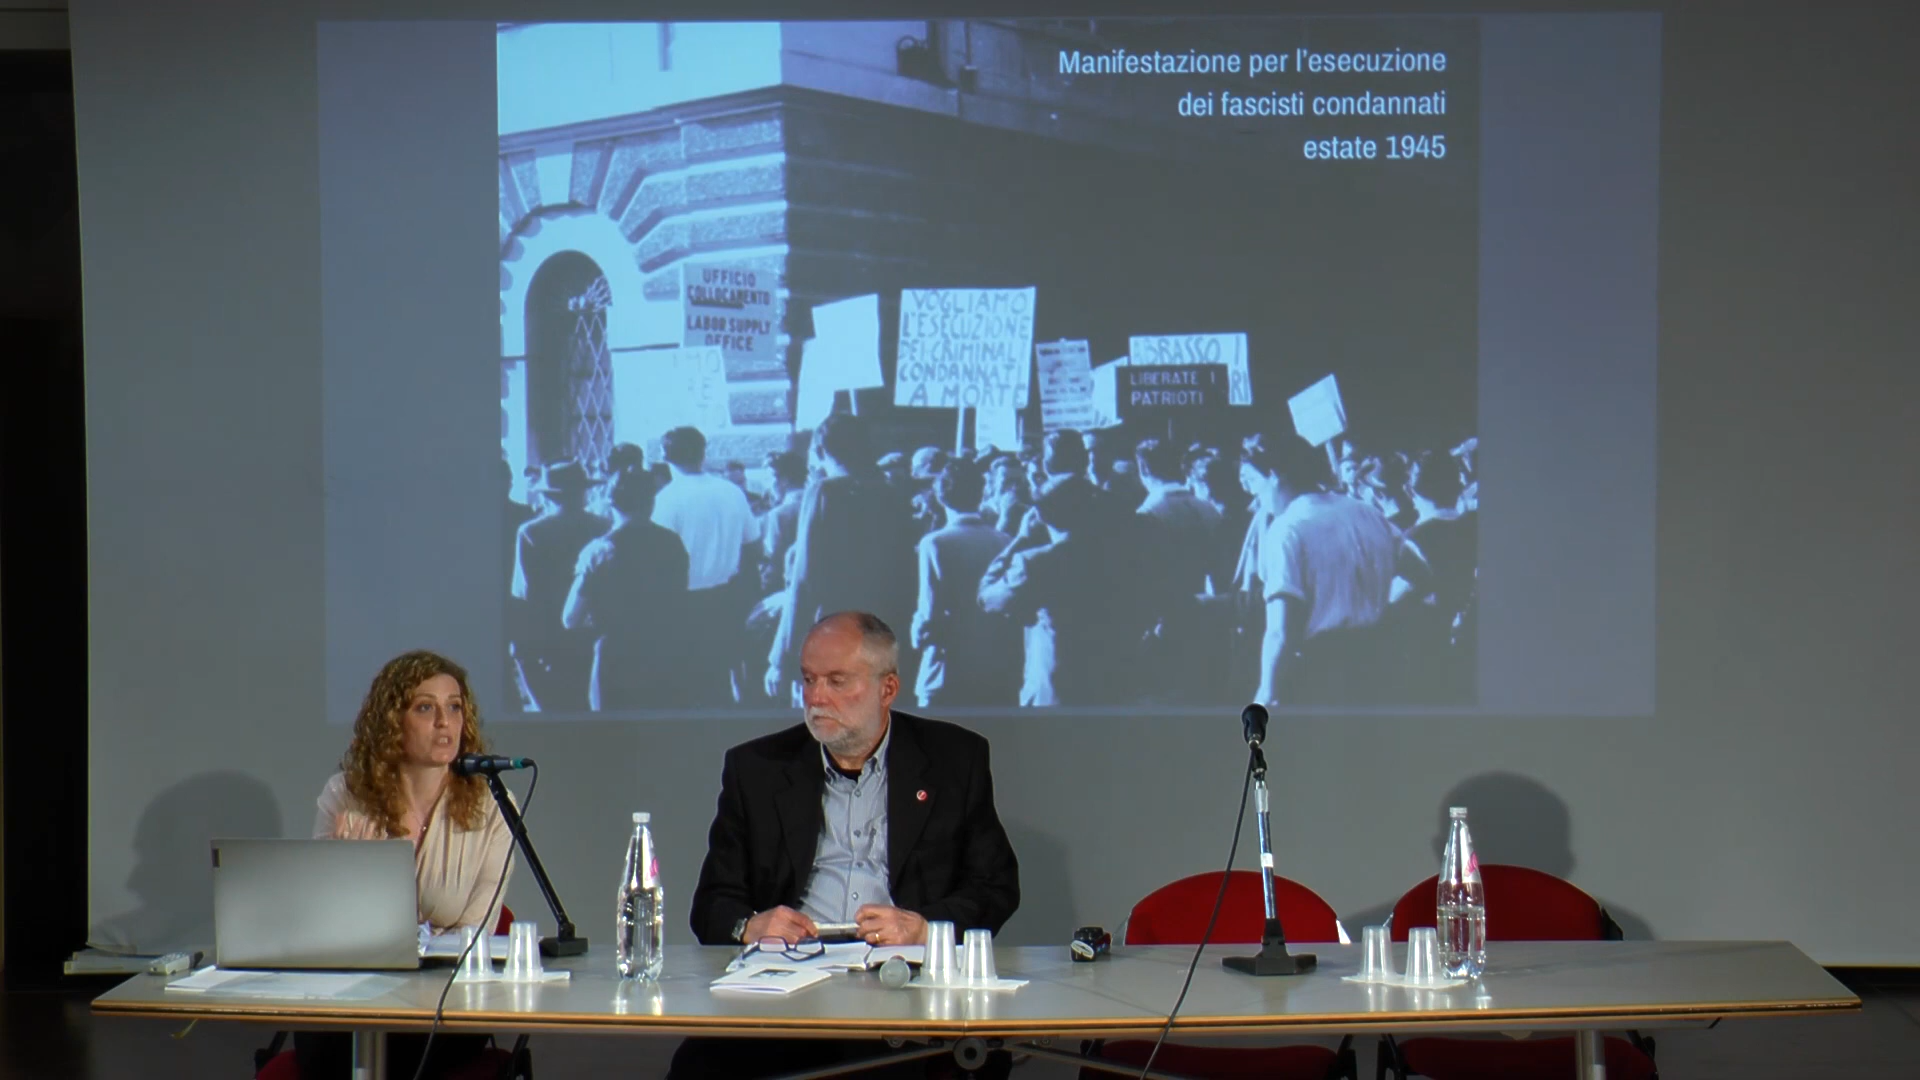 Manifestazione per l'esecuzione
dei fascisti condannati
estate 1945
UFFICIO
COLLOCAMENTO
LABOR SUPPLY
OFFICE
VOGLIAMO
L'ESECUZIONE
DEI CRIMINALI
CONDANNATI
A MORTE
LIBERATE I
PATRIOTI